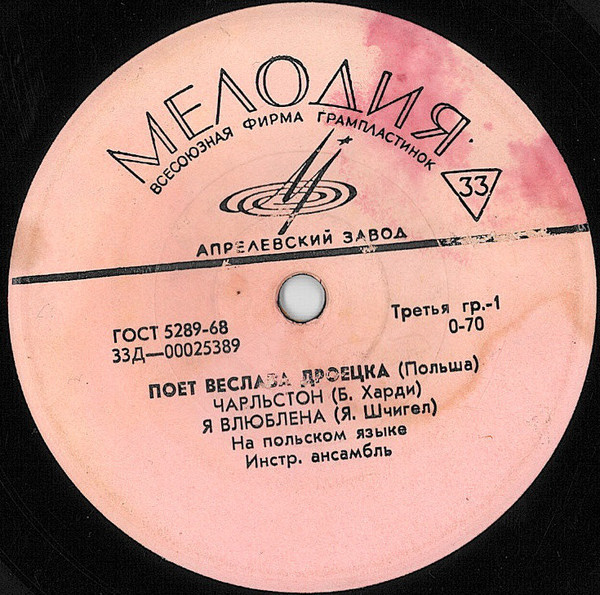 МЕЛОДИЯ
ВСЕСОЮЗНАЯ ФИРМА ГРАМПЛАСТИНОК
33
АПРЕЛЕВСКИЙ ЗАВОД
ГОСТ 5289-68
33Д—00025389
Третья гр.-1
0-70
ПОЕТ ВЕСЛАВА ДРОЕЦКА (Польша)
ЧАРЛЬСТОН (Б. Харди)
Я ВЛЮБЛЕНА (Я. Шчигел)
На польском языке
Инстр. ансамбль